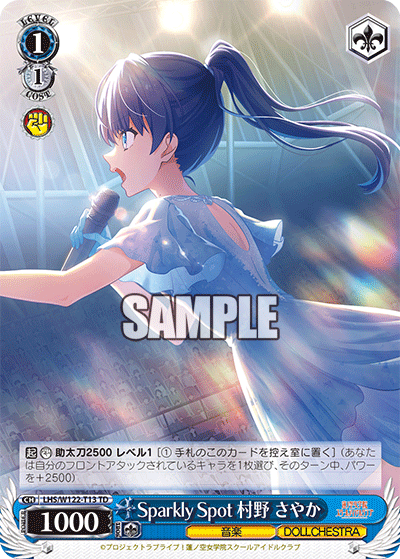 LEVEL
1
1
COST
SAMPLE
起 助太刀2500 レベル1 [① 手札のこのカードを控え室に置く] (あなた
は自分のフロントアタックされているキャラを1枚選び、そのターン中、パワー
を+2500)
CH LHS/W122-T13 TD
Sparkly Spot 村野 さやか
1000
音楽
DOLLCHESTRA
©プロジェクトラブライブ！蓮ノ空女学院スクールアイドルクラブ